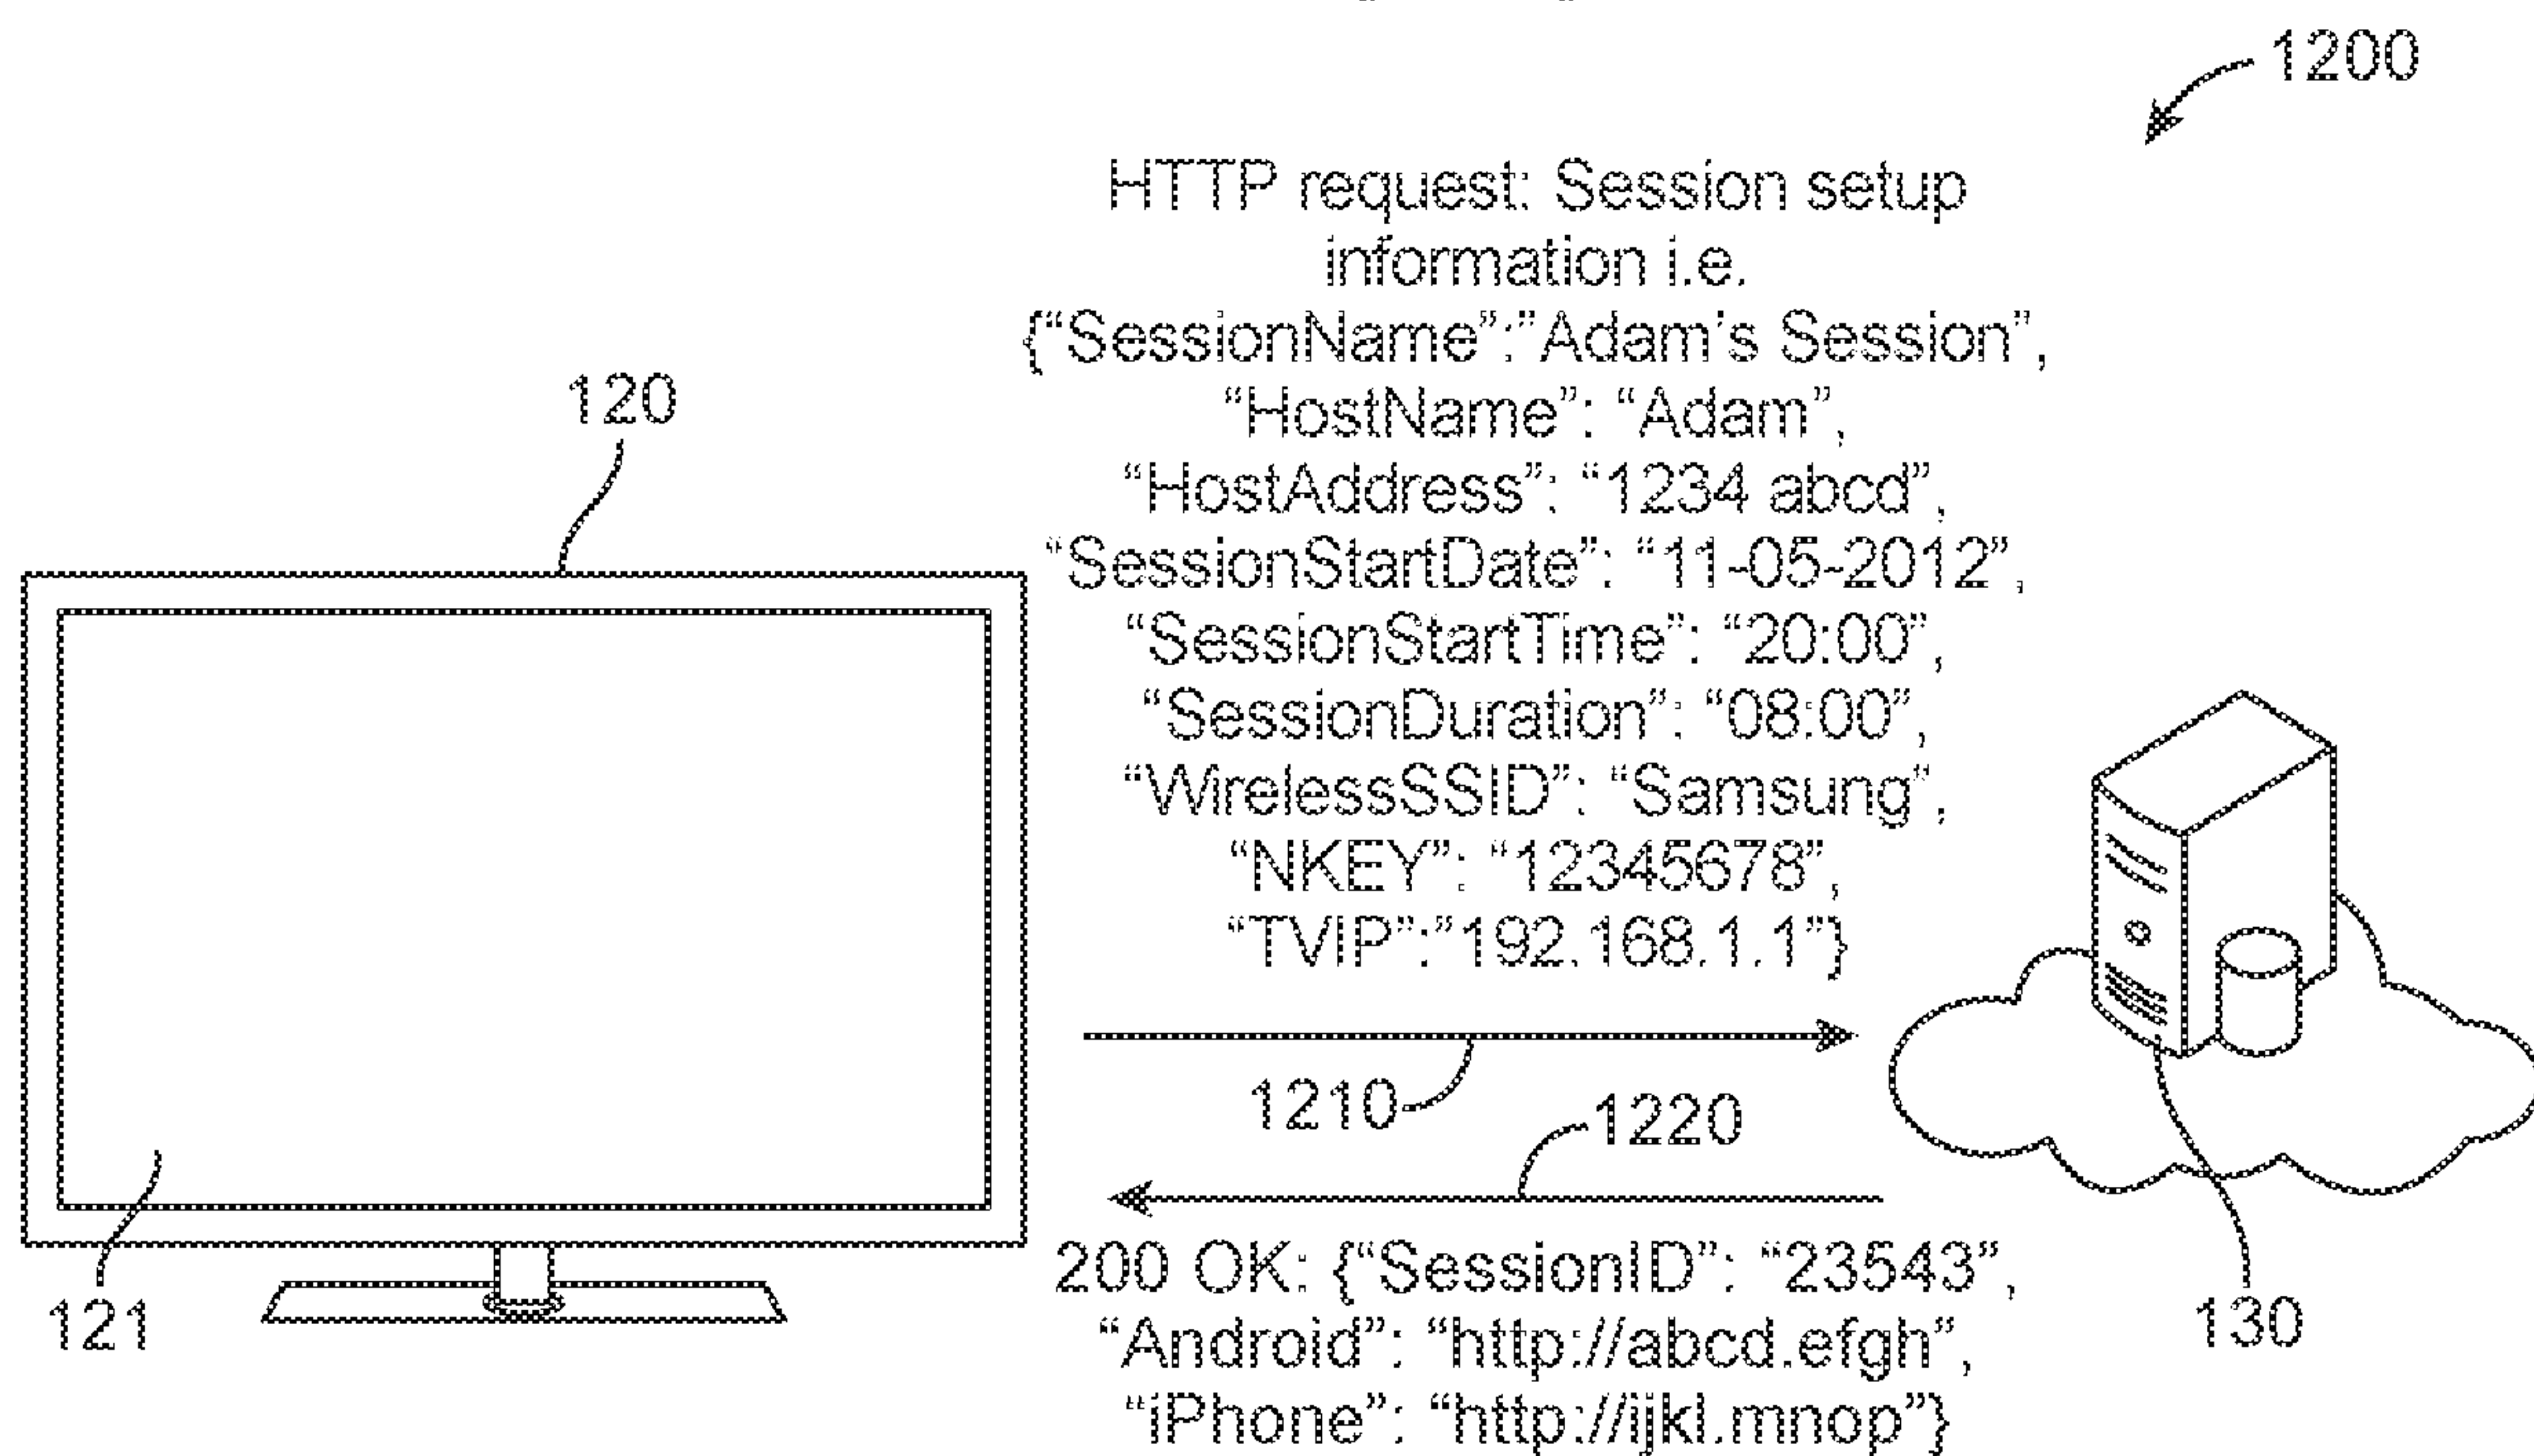 1200
HTTP request: Session setup
information i.e.
{“SessionName”:”Adam’s Session”,
“HostName”: “Adam”,
“HostAddress”: “1234 abcd”,
“SessionStartDate”: “11-05-2012”,
“SessionStartTime”: “20:00”,
“SessionDuration”: “08:00”,
“WirelessSSID”: “Samsung”,
“NKEY”: “12345678”,
“TVIP”:”192.168.1.1”}
120
1210
1220
200 OK: {“SessionID”: “23543”,
“Android”: “http://abcd.efgh”,
“iPhone”: “http://ijkl.mnop”}
121
130